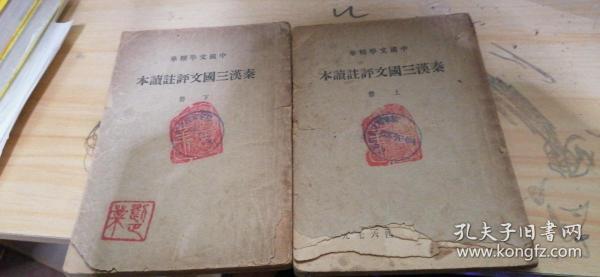 華精學文國中
本讀註評文國三漢秦
冊下
華精學文國中
本讀註評文國三漢秦
冊上
孔夫子旧书网
kongfz.com